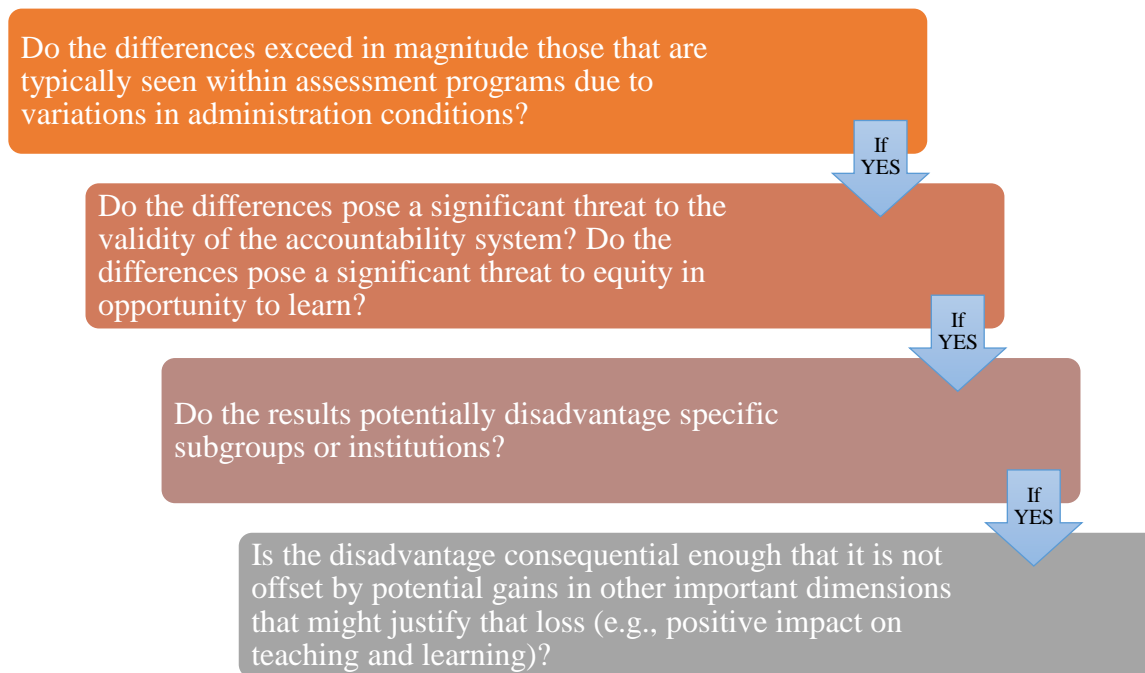 Do the differences exceed in magnitude those that are
typically seen within assessment programs due to
variations in administration conditions?
If
YES
Do the differences pose a significant threat to the
validity of the accountability system? Do the
differences pose a significant threat to equity in
opportunity to learn?
If
YES
Do the results potentially disadvantage specific
subgroups or institutions?
If
YES
Is the disadvantage consequential enough that it is not
offset by potential gains in other important dimensions
that might justify that loss (e.g., positive impact on
teaching and learning)?